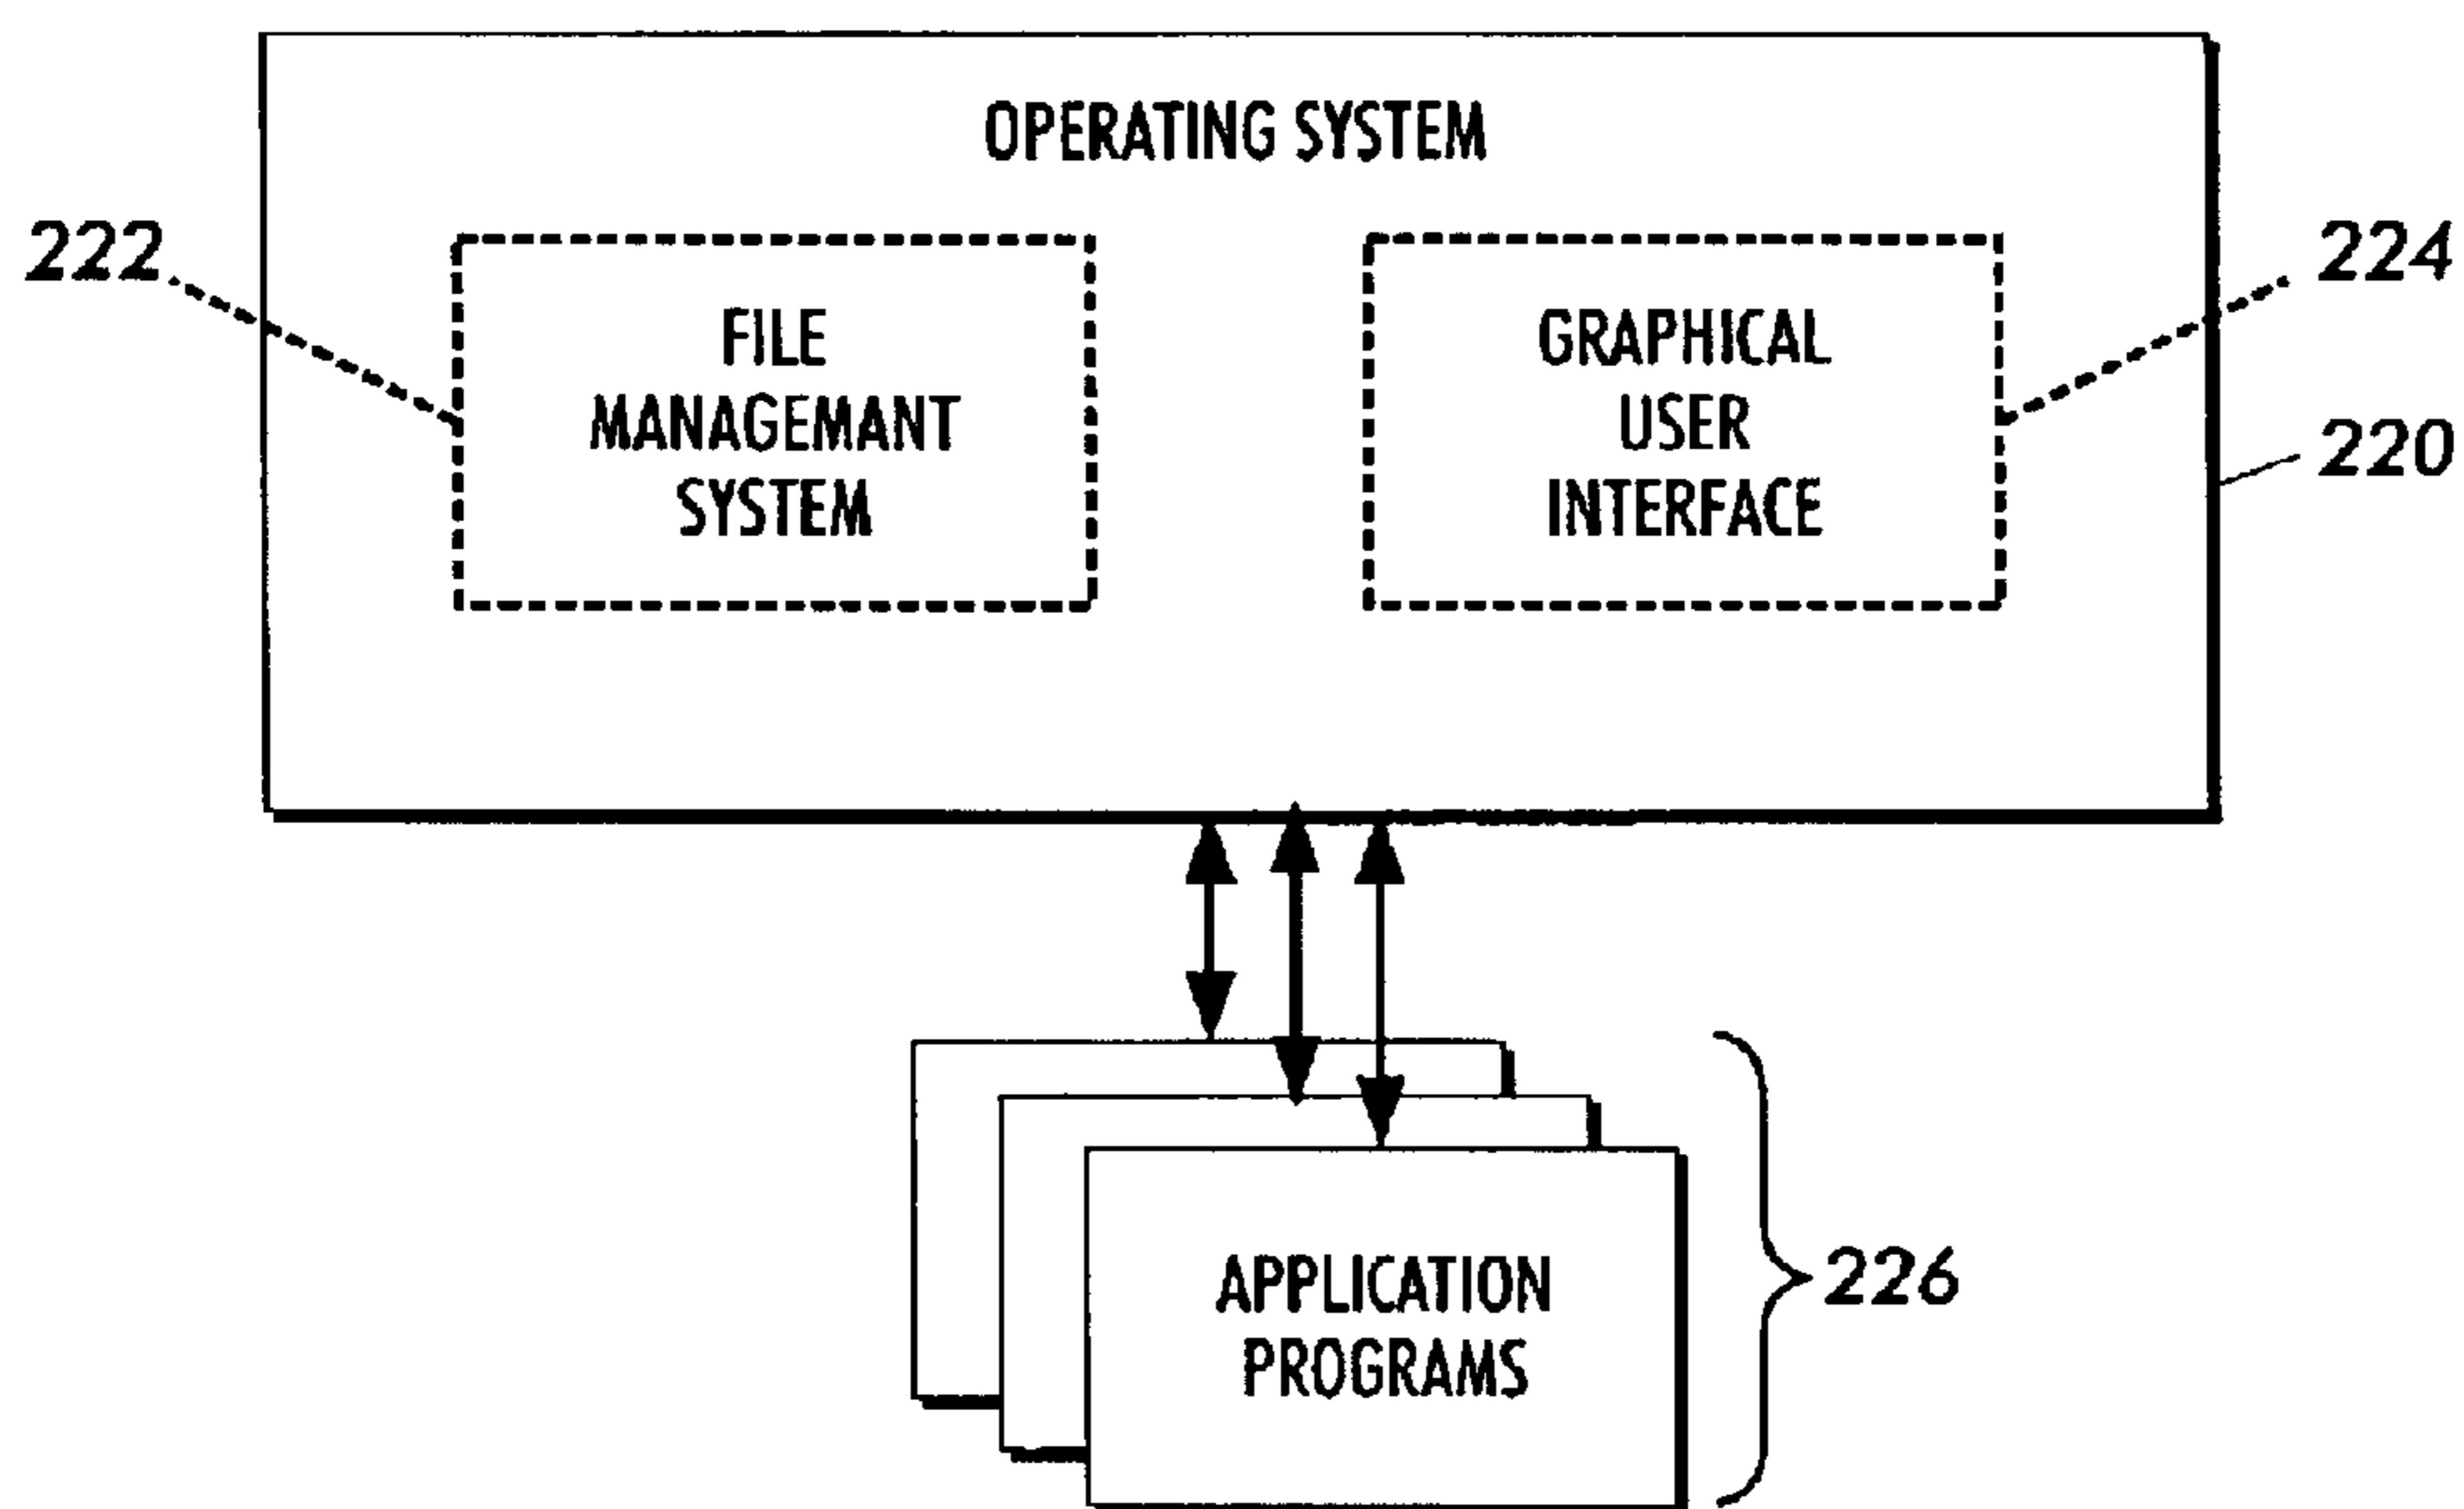 OPERATING SYSTEM
222
224
FILE
MANAGEMANT
SYSTEM
GRAPHICAL
USER
INTERFACE
220
APPLICATION
PROGRAMS
226